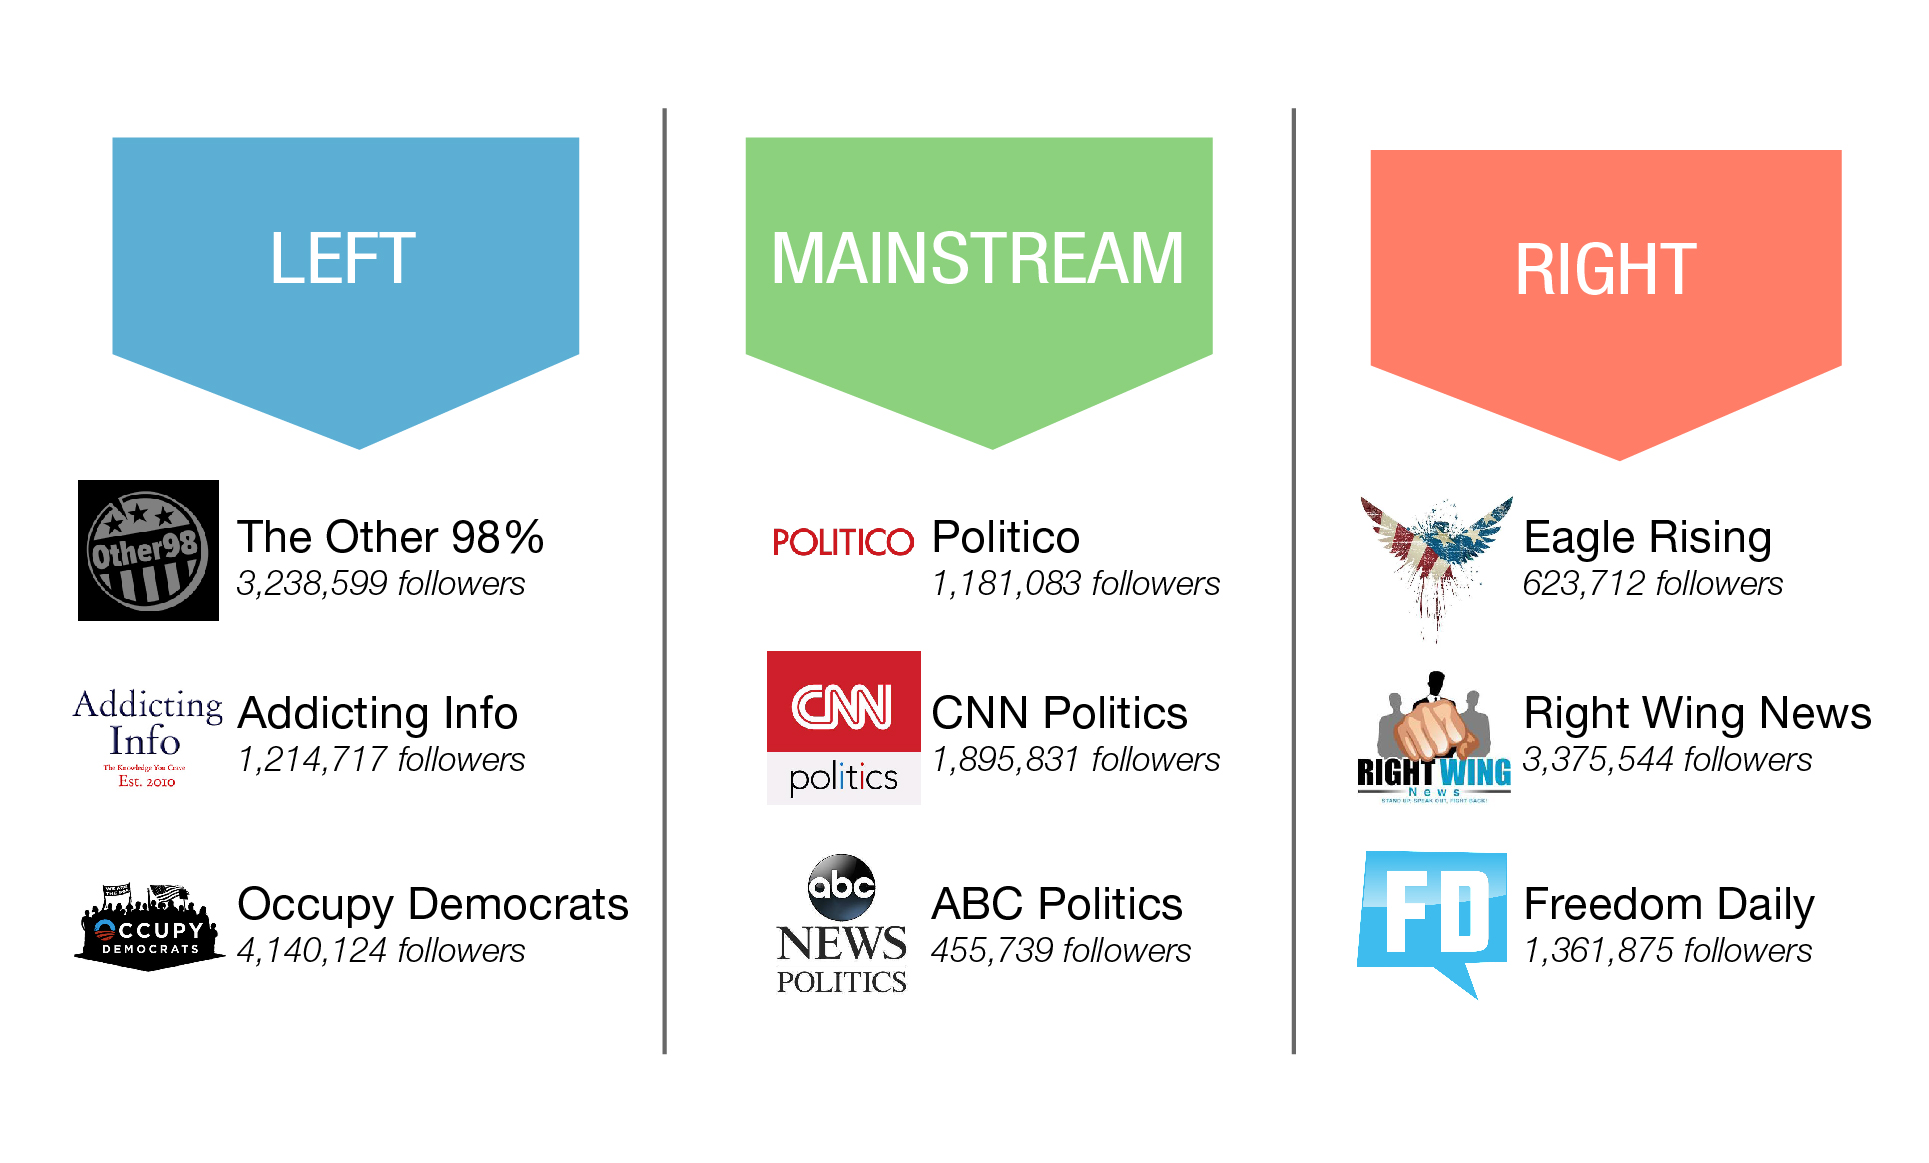 LEFT
Other98
The Other 98%
3,238,599 followers
Addicting
Info
The Knowledge You Crave
Est. 2010
Addicting Info
1,214,717 followers
OCCUPY
DEMOCRATS
Occupy Democrats
4,140,124 followers
MAINSTREAM
POLITICO
Politico
1,181,083 followers
CNN
politics
CNN Politics
1,895,831 followers
abc
NEWS
POLITICS
ABC Politics
455,739 followers
RIGHT
Eagle Rising
623,712 followers
RIGHT WING
News
STAND UP, SPEAK OUT, FIGHT BACK!
Right Wing News
3,375,544 followers
FD
Freedom Daily
1,361,875 followers